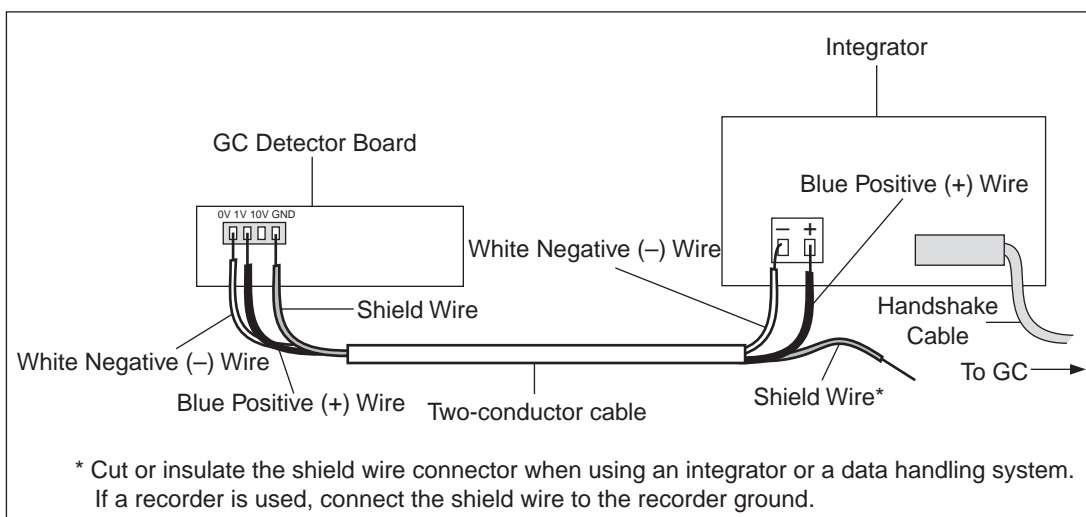 Integrator
GC Detector Board
Blue Positive (+) Wire
0V 1V 10V GND
– +
White Negative (–) Wire
Shield Wire
Handshake
Cable
White Negative (–) Wire
To GC
Blue Positive (+) Wire
Two-conductor cable
Shield Wire*
* Cut or insulate the shield wire connector when using an integrator or a data handling system.
If a recorder is used, connect the shield wire to the recorder ground.